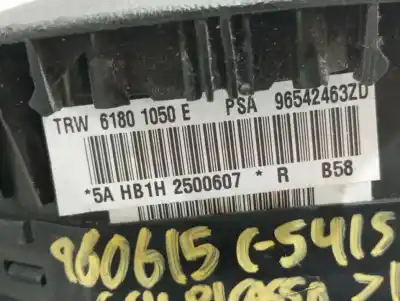 TRW 6180 1050 E PSA 96542463ZD
*5A HB1H 2500607 * R B58
960615 C-5415